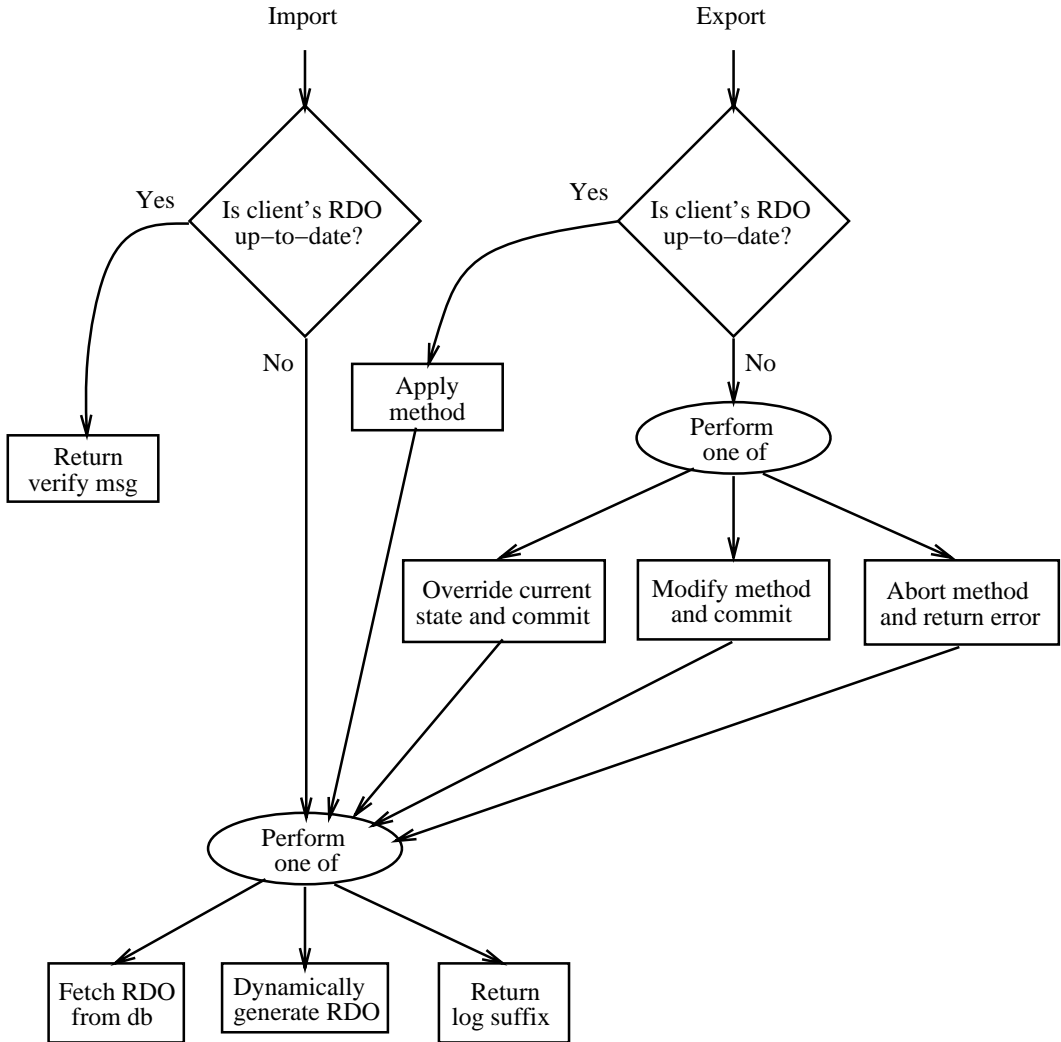 Import
Export
Yes
Is client's RDO
up−to−date?
Yes
Is client's RDO
up−to−date?
No
Apply
method
No
Return
verify msg
Perform
one of
Override current
state and commit
Modify method
and commit
Abort method
and return error
Perform
one of
Fetch RDO
from db
Dynamically
generate RDO
Return
log suffix